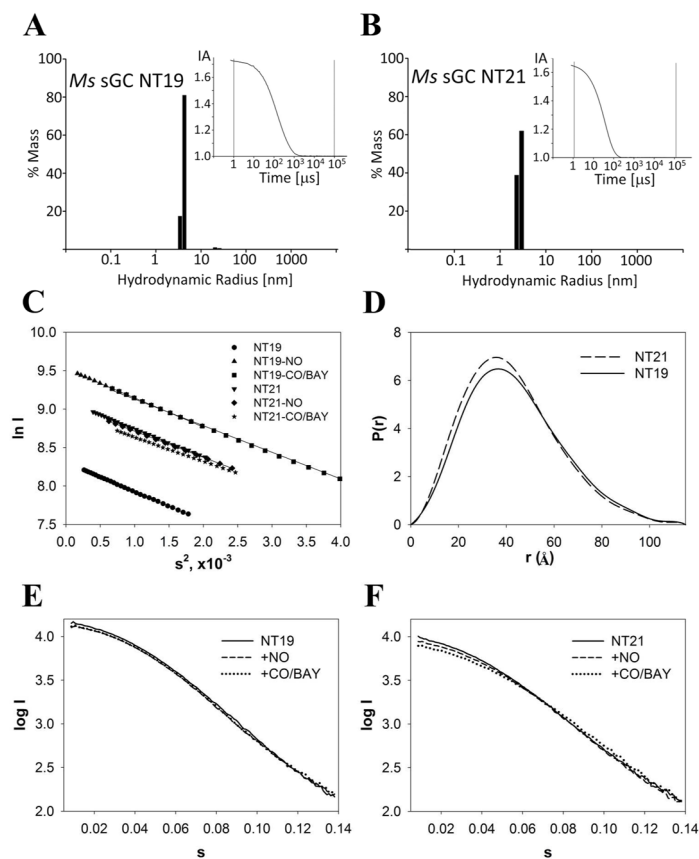 A
Ms sGC NT19
% Mass
100
80
60
40
20
0.1 1 10 100 1000
Hydrodynamic Radius [nm]
IA
1.6
1.4
1.2
1.0
1 10 10² 10³ 10⁴ 10⁵
Time [µs]
B
Ms sGC NT21
% Mass
100
80
60
40
20
0.1 1 10 100 1000
Hydrodynamic Radius [nm]
IA
1.6
1.4
1.2
1.0
1 10 10² 10³ 10⁴ 10⁵
Time [µs]
C
ln I
10.0
9.5
9.0
8.5
8.0
7.5
0.0 0.5 1.0 1.5 2.0 2.5 3.0 3.5 4.0
s², x10⁻³
NT19
NT19-NO
NT19-CO/BAY
NT21
NT21-NO
NT21-CO/BAY
D
P(r)
8
6
4
2
0
0 20 40 60 80 100
r (Å)
NT21
NT19
E
log I
4.0
3.5
3.0
2.5
2.0
0.02 0.04 0.06 0.08 0.10 0.12 0.14
s
NT19
+NO
+CO/BAY
F
log I
4.0
3.5
3.0
2.5
2.0
0.02 0.04 0.06 0.08 0.10 0.12 0.14
s
NT21
+NO
+CO/BAY